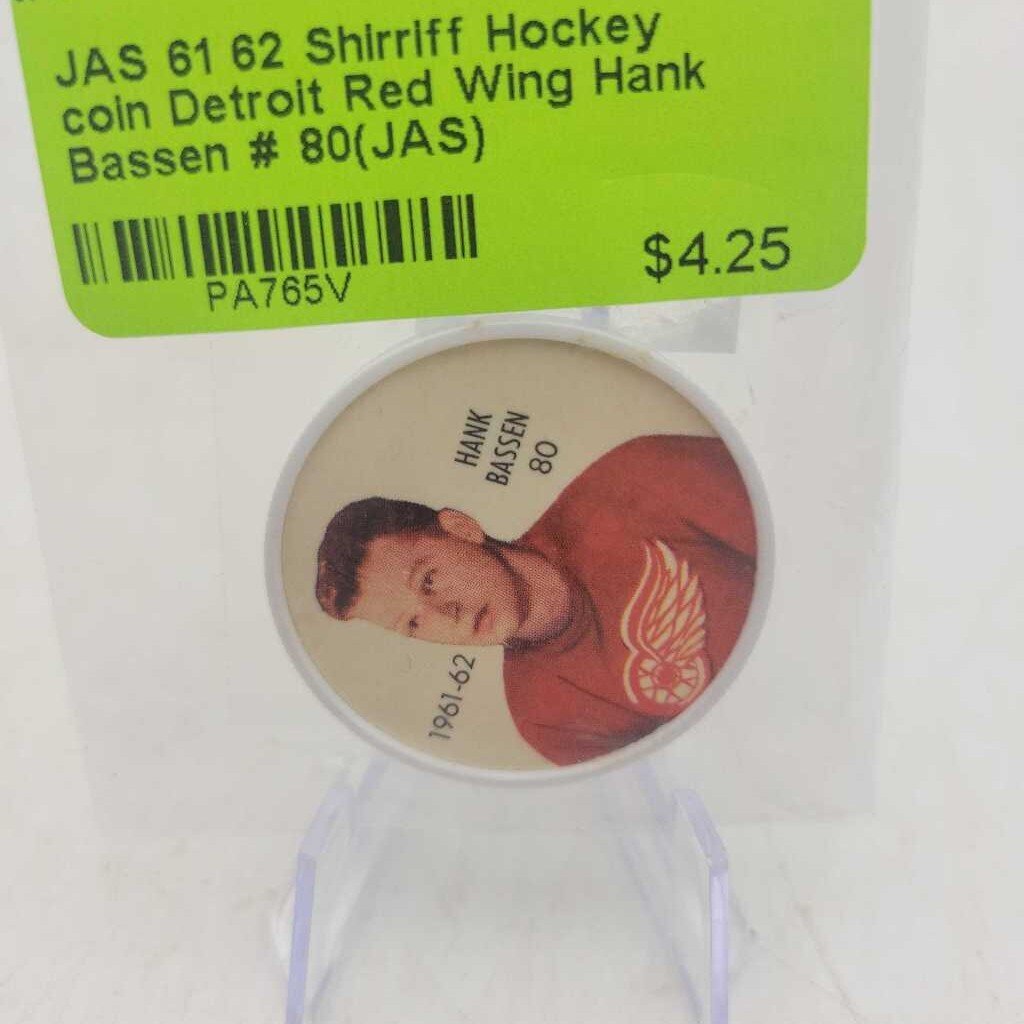 JAS 61 62 Shirriff Hockey
coin Detroit Red Wing Hank
Bassen # 80(JAS)
PA765V
$4.25
HANK
BASSEN
80
1961-62